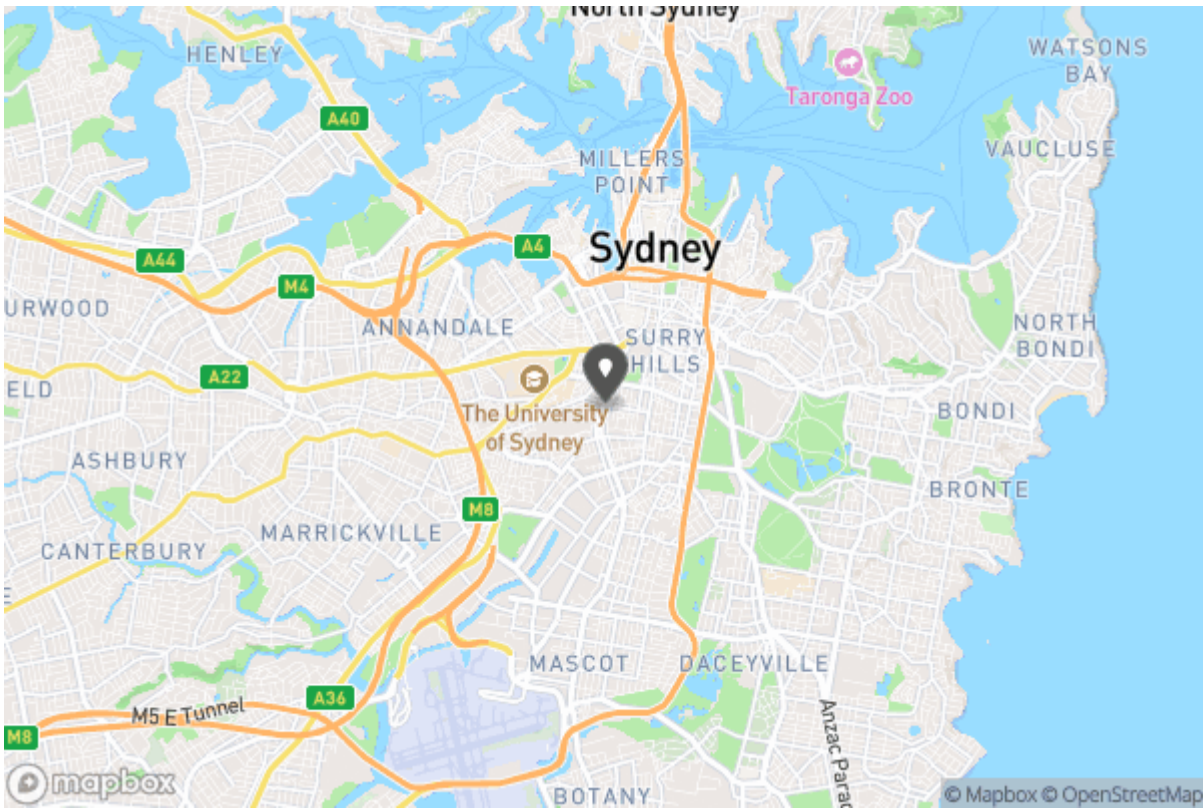 North Sydney
HENLEY
WATSONS
BAY
Taronga Zoo
A40
VAUCLUSE
MILLERS
POINT
Sydney
A4
A44
M4
URWOOD
ANNANDALE
SURRY
HILLS
NORTH
BONDI
A22
ELD
The University
of Sydney
BONDI
ASHBURY
BRONTE
M8
MARRICKVILLE
CANTERBURY
E
MASCOT
DACEYVILLE
A36
M5 E Tunnel
M8
Anzac Parad
mapbox
BOTANY
© Mapbox © OpenStreetMap